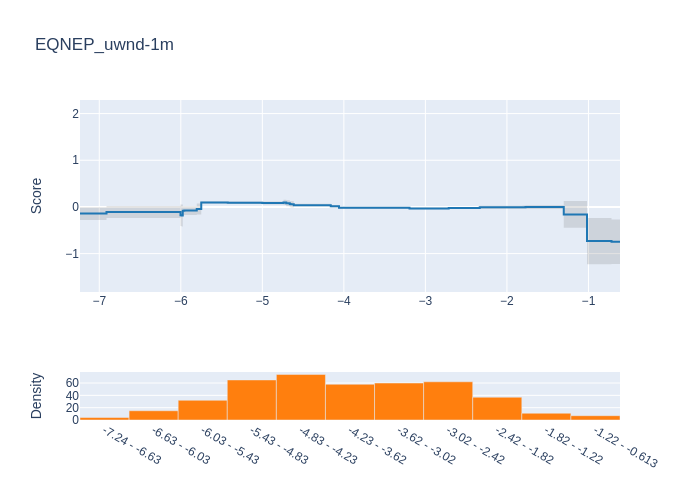 EQNEP_uwnd-1m
Score
2
1
0
−1
−7
−6
−5
−4
−3
−2
−1
Density
60
40
20
0
-7.24 - -6.63
-6.63 - -6.03
-6.03 - -5.43
-5.43 - -4.83
-4.83 - -4.23
-4.23 - -3.62
-3.62 - -3.02
-3.02 - -2.42
-2.42 - -1.82
-1.82 - -1.22
-1.22 - -0.613